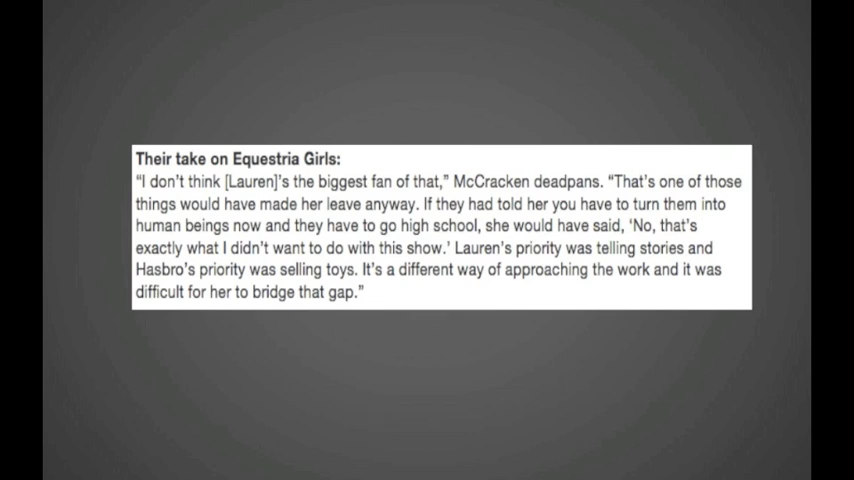 Their take on Equestria Girls:
“I don’t think [Lauren]’s the biggest fan of that,” McCracken deadpans. “That’s one of those
things would have made her leave anyway. If they had told her you have to turn them into
human beings now and they have to go high school, she would have said, ‘No, that’s
exactly what I didn’t want to do with this show.’ Lauren’s priority was telling stories and
Hasbro’s priority was selling toys. It’s a different way of approaching the work and it was
difficult for her to bridge that gap.”